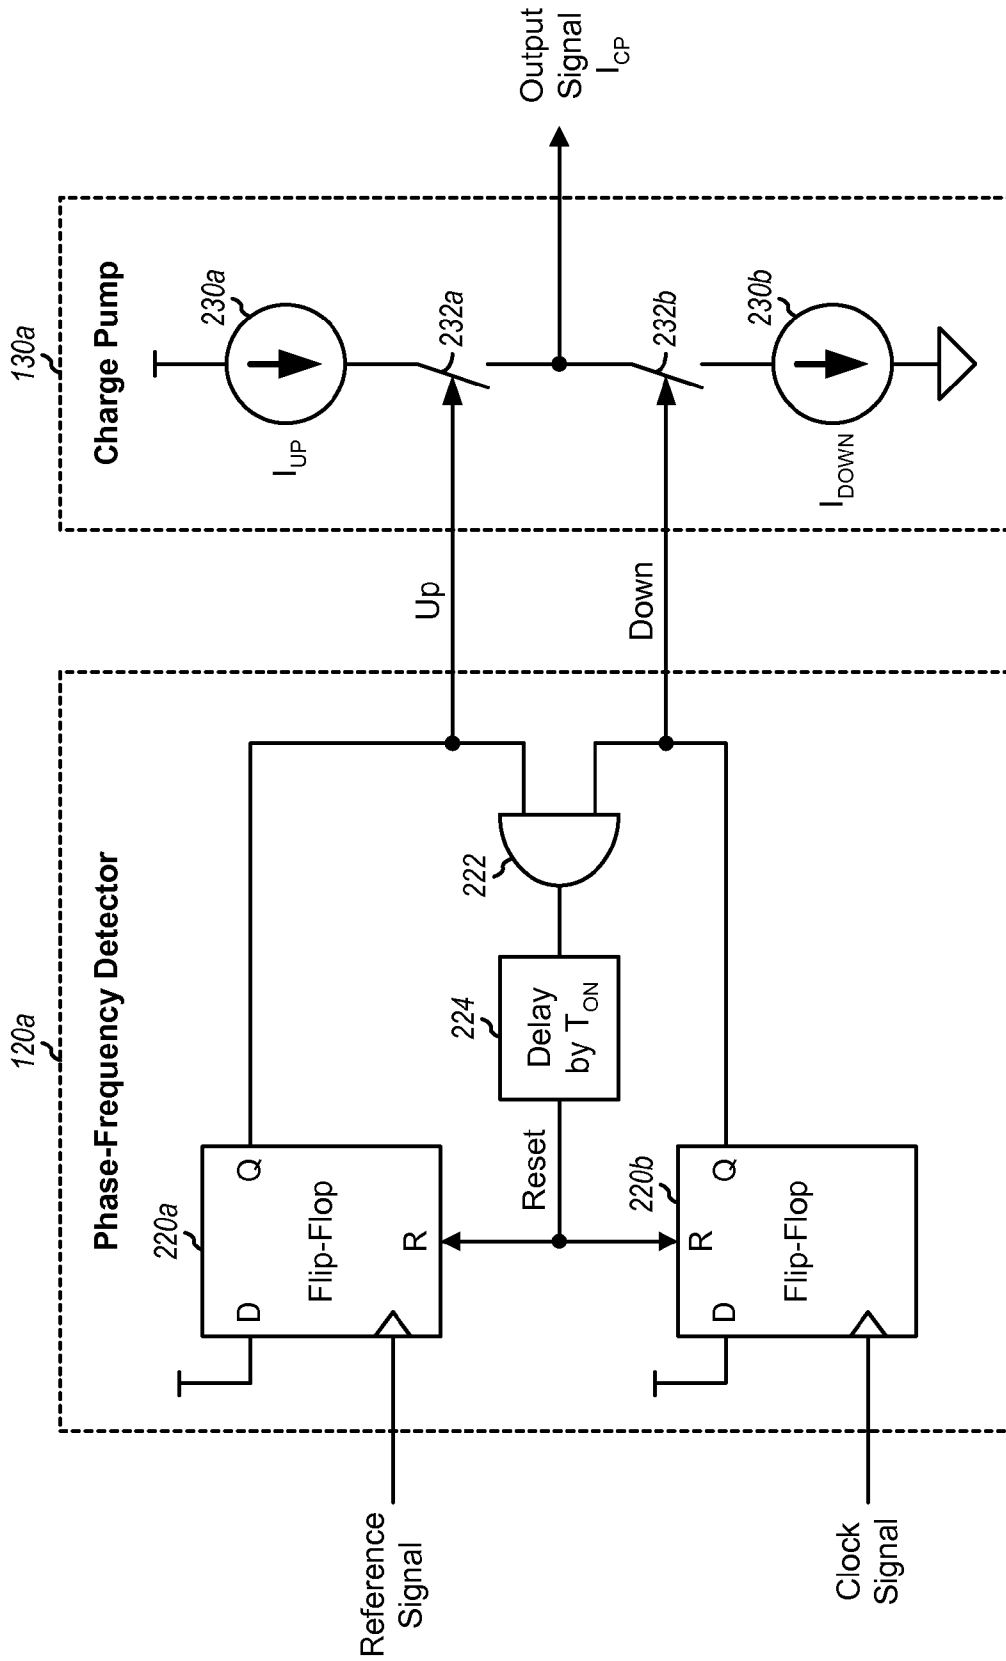 120a
130a
Phase-Frequency Detector
Charge Pump
220a
D
Q
Flip-Flop
R
Reference
Signal
Reset
224
Delay
by T_ON
222
Up
Down
220b
R
D
Q
Flip-Flop
Clock
Signal
230a
I_UP
232a
232b
230b
I_DOWN
Output
Signal
I_CP